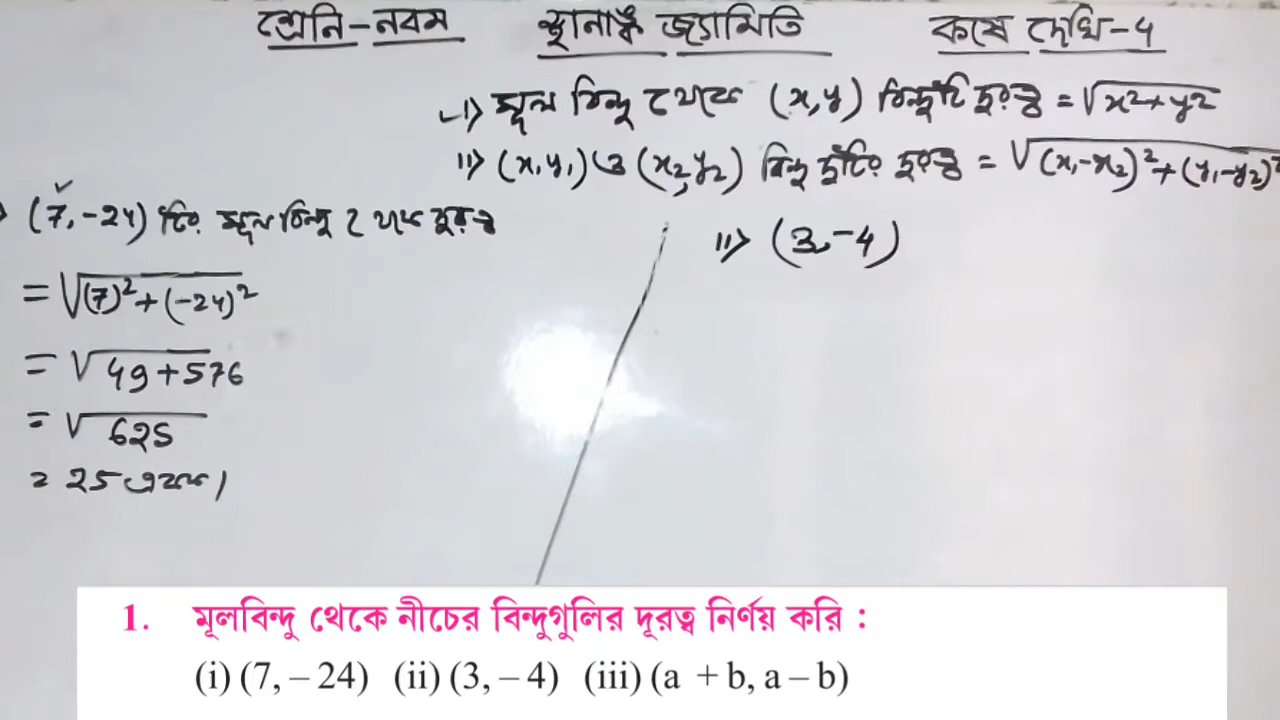 শ্রেনি-নবম স্থানাঙ্ক জ্যামিতি কষে দেখি-4
i> মূল বিন্দু থেকে (x,y) বিন্দুটি দূরত্ব = √x²+y²
ii> (x,y₁) ও (x₂,y₂) বিন্দু দুটির দূরত্ব = √(x₁-x₂)²+(y₁-y₂)²
(7,-24) টির মূল বিন্দু থেকে দূরত্ব
= √(7)²+(-24)²
= √49+576
= √625
= 25 একক।
ii> (3,-4)
1. মূলবিন্দু থেকে নীচের বিন্দুগুলির দূরত্ব নির্ণয় করি :
(i) (7, – 24) (ii) (3, – 4) (iii) (a + b, a – b)